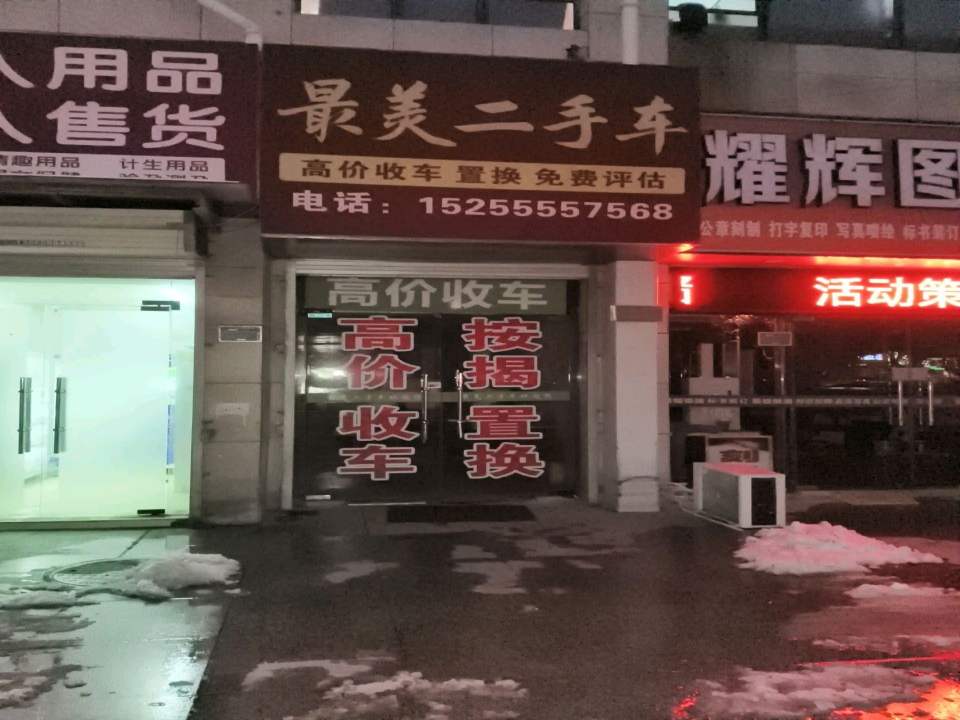 人用品
人售货
情趣用品 计生用品
最美二手车
高价收车 置换 免费评估
电话：15255557568
耀辉图
公章刻制 打字复印 写真喷绘 标书装订
活动策
高价收车
高价收车
按揭置换